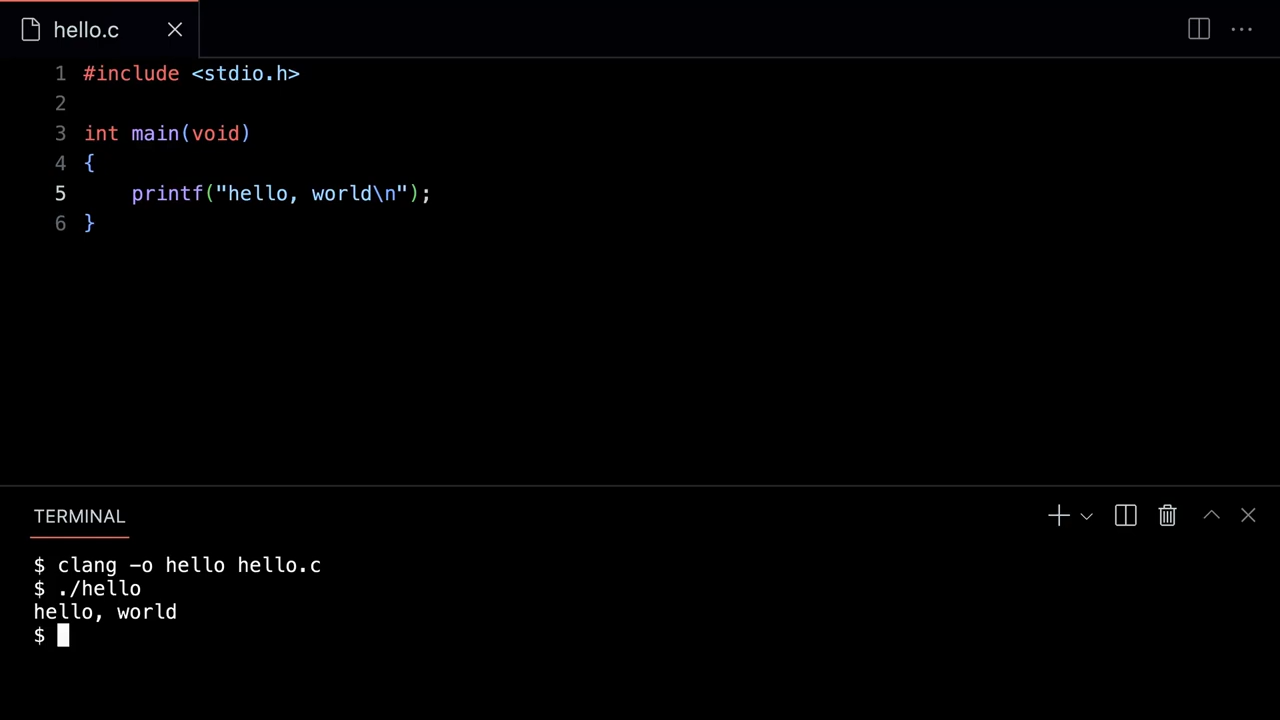 hello.c
1 #include <stdio.h>
2
3 int main(void)
4 {
5     printf("hello, world\n");
6 }
TERMINAL
$ clang -o hello hello.c
$ ./hello
hello, world
$